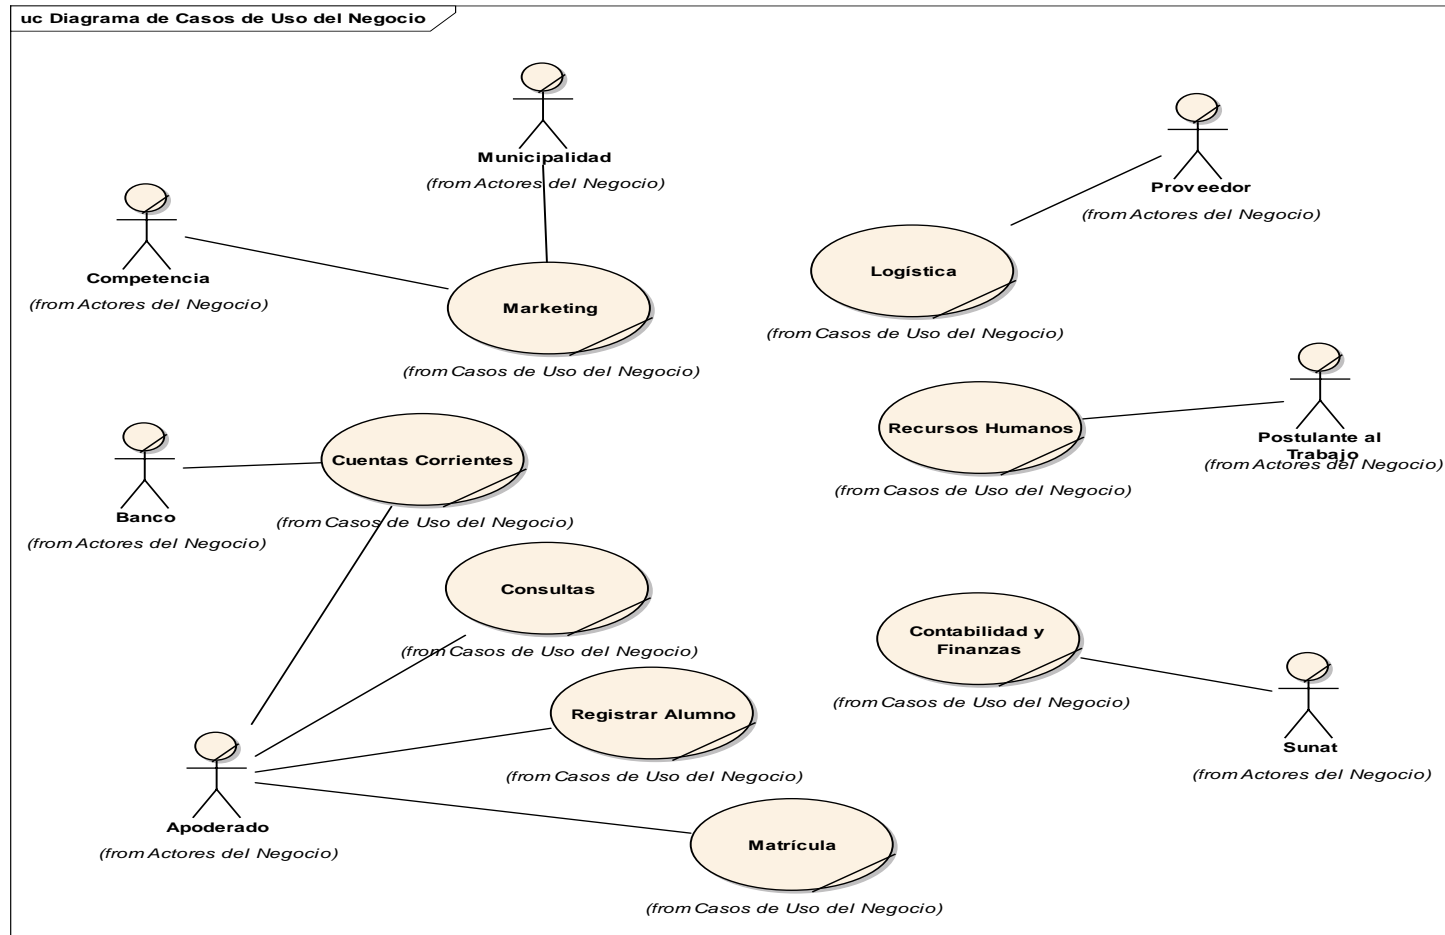 uc Diagrama de Casos de Uso del Negocio
Municipalidad
(from Actores del Negocio)
Competencia
(from Actores del Negocio)
Marketing
(from Casos de Uso del Negocio)
Proveedor
(from Actores del Negocio)
Logística
(from Casos de Uso del Negocio)
Recursos Humanos
(from Casos de Uso del Negocio)
Postulante al
Trabajo
(from Actores del Negocio)
Cuentas Corrientes
(from Casos de Uso del Negocio)
Banco
(from Actores del Negocio)
Consultas
(from Casos de Uso del Negocio)
Contabilidad y
Finanzas
(from Casos de Uso del Negocio)
Sunat
(from Actores del Negocio)
Registrar Alumno
(from Casos de Uso del Negocio)
Apoderado
(from Actores del Negocio)
Matrícula
(from Casos de Uso del Negocio)